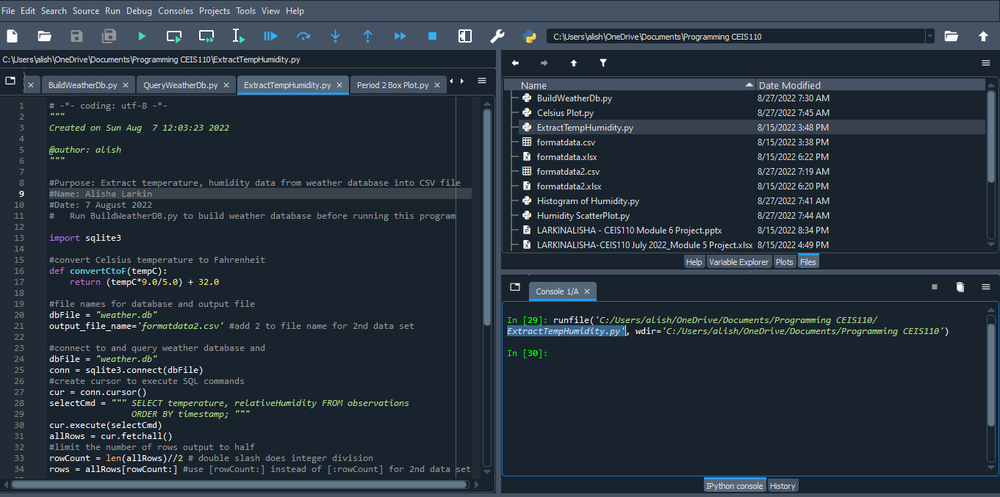 File Edit Search Source Run Debug Consoles Projects Tools View Help
C:\Users\alish\OneDrive\Documents\Programming CEIS110
C:\Users\alish\OneDrive\Documents\Programming CEIS110\ExtractTempHumidity.py
BuildWeatherDb.py
QueryWeatherDb.py
ExtractTempHumidity.py
Period 2 Box Plot.py
1 # -*- coding: utf-8 -*-
2 """
3 Created on Sun Aug  7 12:03:23 2022
4
5 @author: alish
6 """
7
8 #Purpose: Extract temperature, humidity data from weather database into CSV file
9 #Name: Alisha Larkin
10 #Date: 7 August 2022
11 #   Run BuildWeatherDB.py to build weather database before running this program
12
13 import sqlite3
14
15 #convert Celsius temperature to Fahrenheit
16 def convertCtoF(tempC):
17     return (tempC*9.0/5.0) + 32.0
18
19 #file names for database and output file
20 dbFile = "weather.db"
21 output_file_name='formatdata2.csv' #add 2 to file name for 2nd data set
22
23 #connect to and query weather database and
24 dbFile = "weather.db"
25 conn = sqlite3.connect(dbFile)
26 #create cursor to execute SQL commands
27 cur = conn.cursor()
28 selectCmd = """ SELECT temperature, relativeHumidity FROM observations
29                 ORDER BY timestamp; """
30 cur.execute(selectCmd)
31 allRows = cur.fetchall()
32 #limit the number of rows output to half
33 rowCount = len(allRows)//2 # double slash does integer division
34 rows = allRows[rowCount:] #use [rowCount:] instead of [:rowCount] for 2nd data set
Name Date Modified
BuildWeatherDb.py 8/27/2022 7:30 AM
Celsius Plot.py 8/27/2022 7:45 AM
ExtractTempHumidity.py 8/15/2022 3:48 PM
formatdata.csv 8/15/2022 3:38 PM
formatdata.xlsx 8/15/2022 6:22 PM
formatdata2.csv 8/27/2022 7:19 AM
formatdata2.xlsx 8/15/2022 6:20 PM
Histogram of Humidity.py 8/27/2022 7:41 AM
Humidity ScatterPlot.py 8/27/2022 7:44 AM
LARKINALISHA - CEIS110 Module 6 Project.pptx 8/15/2022 8:34 PM
LARKINALISHA-CEIS110 July 2022_Module 5 Project.xlsx 8/15/2022 4:49 PM
Help Variable Explorer Plots Files
Console 1/A
In [29]: runfile('C:/Users/alish/OneDrive/Documents/Programming CEIS110/
ExtractTempHumidity.py', wdir='C:/Users/alish/OneDrive/Documents/Programming CEIS110')
In [30]:
IPython console History